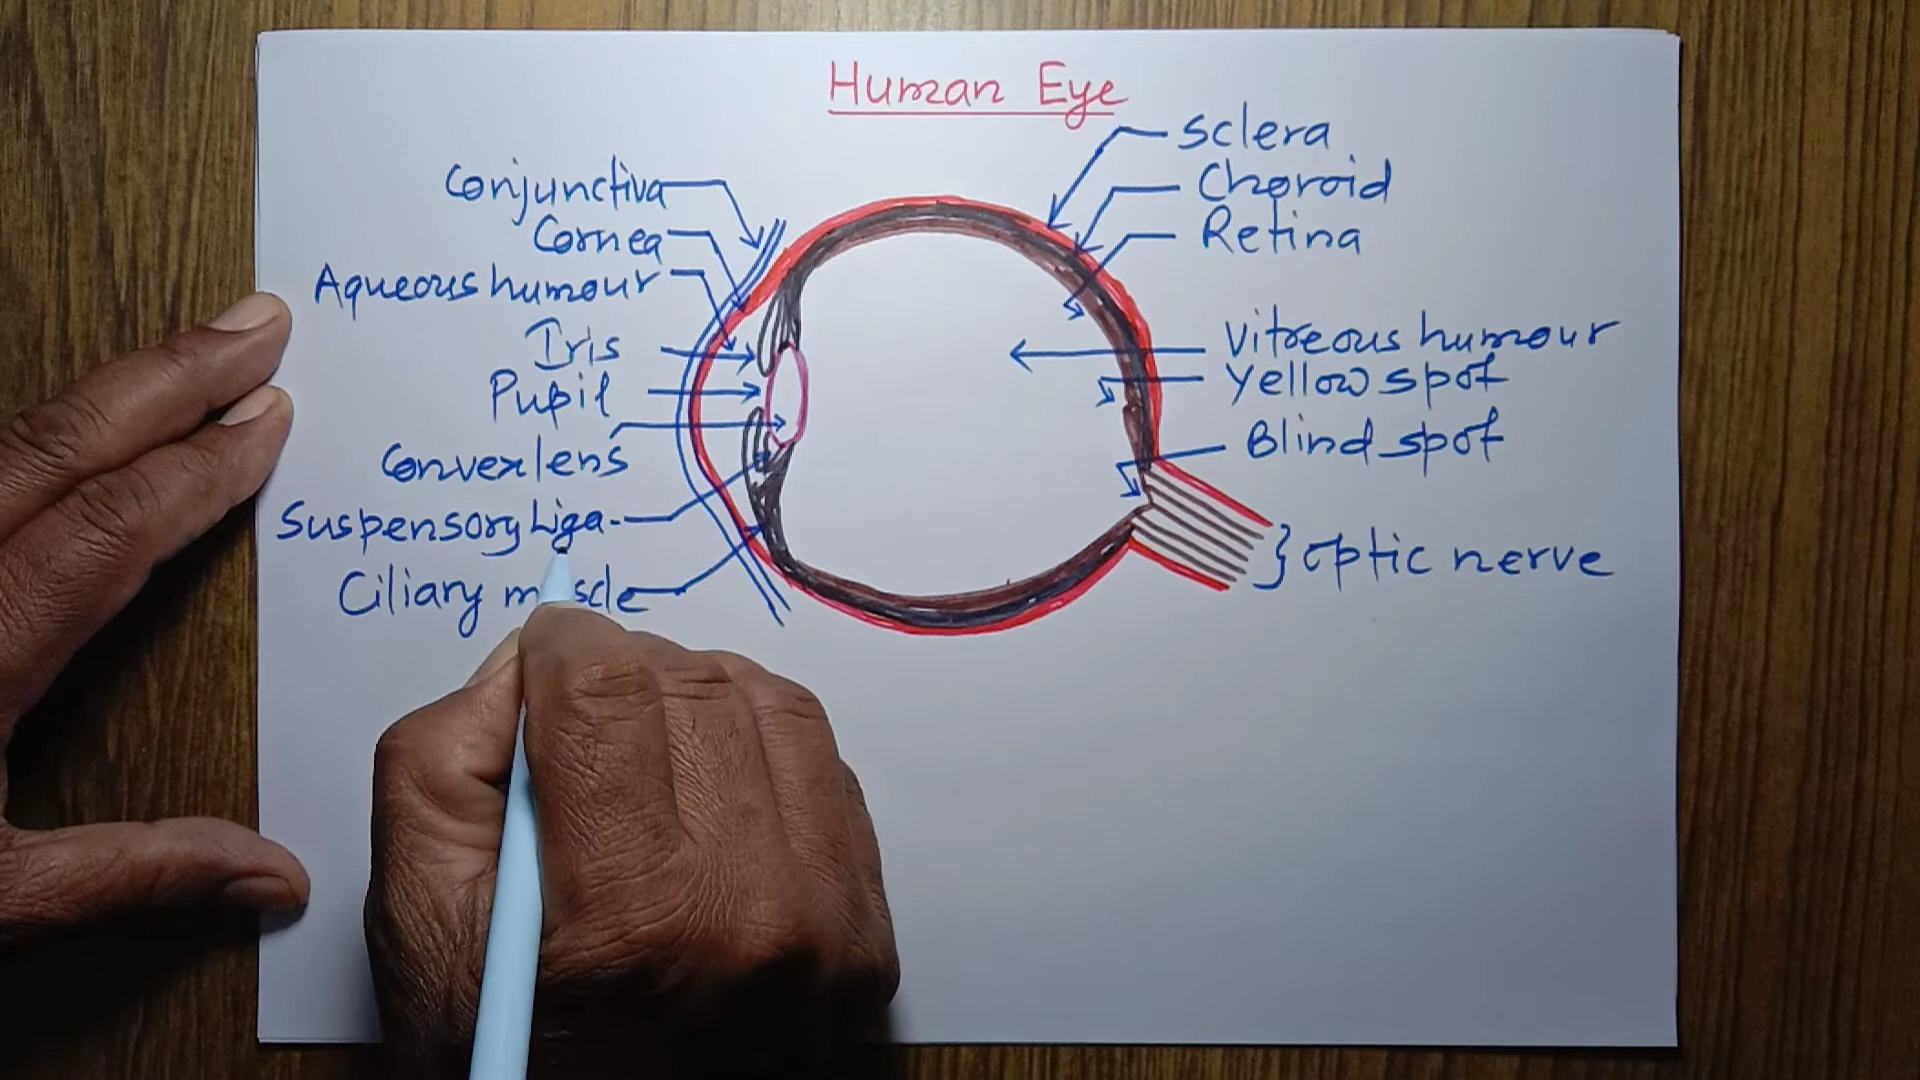 Human Eye
Conjunctiva
Cornea
Aqueous humour
Iris
Pupil
Convex lens
Suspensory Liga-
Ciliary muscle
Sclera
Choroid
Retina
Vitreous humour
Yellow spot
Blind spot
} Optic nerve